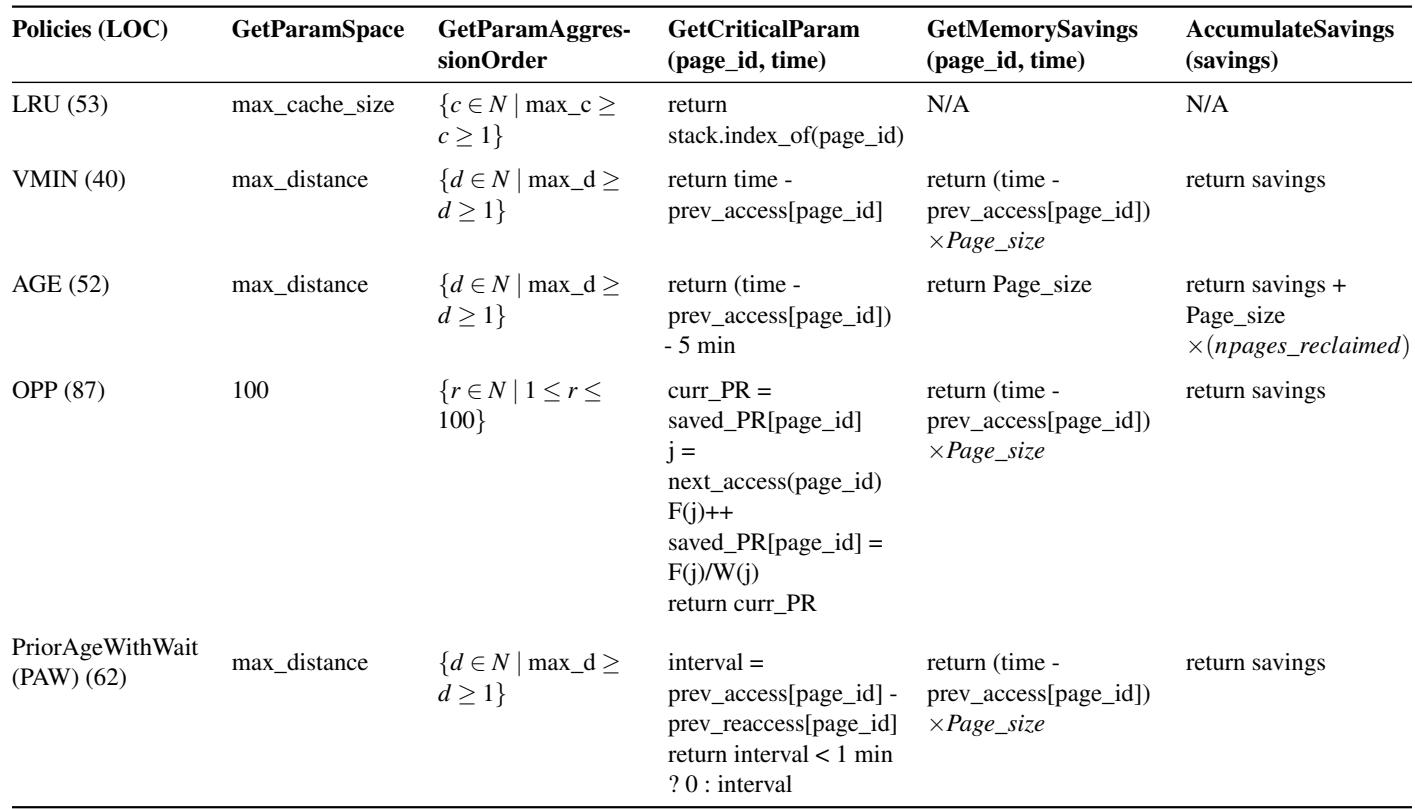 Policies (LOC) GetParamSpace GetParamAggres- GetCriticalParam GetMemorySavings AccumulateSavings
sionOrder (page_id, time) (page_id, time) (savings)
LRU (53) max_cache_size {c ∈ N | max_c ≥ return N/A N/A
c ≥ 1} stack.index_of(page_id)
VMIN (40) max_distance {d ∈ N | max_d ≥ return time - return (time - return savings
d ≥ 1} prev_access[page_id] prev_access[page_id])
×Page_size
AGE (52) max_distance {d ∈ N | max_d ≥ return (time - return Page_size return savings +
d ≥ 1} prev_access[page_id]) Page_size
- 5 min ×(npages_reclaimed)
OPP (87) 100 {r ∈ N | 1 ≤ r ≤ curr_PR = return (time - return savings
100} saved_PR[page_id] prev_access[page_id])
j = ×Page_size
next_access(page_id)
F(j)++
saved_PR[page_id] =
F(j)/W(j)
return curr_PR
PriorAgeWithWait
(PAW) (62) max_distance {d ∈ N | max_d ≥ interval = return (time - return savings
d ≥ 1} prev_access[page_id] - prev_access[page_id])
prev_reaccess[page_id] ×Page_size
return interval < 1 min
? 0 : interval